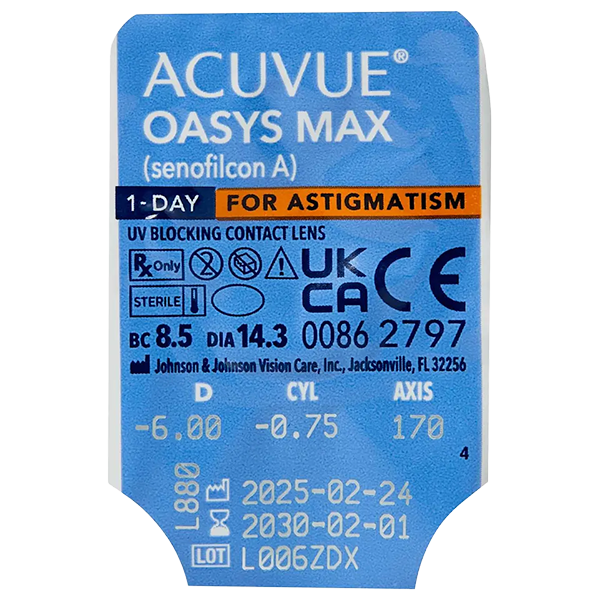 ACUVUE®
OASYS MAX
(senofilcon A)
1-DAY FOR ASTIGMATISM
UV BLOCKING CONTACT LENS
Rx Only UK CA CE
STERILE
BC 8.5 DIA 14.3 0086 2797
Johnson & Johnson Vision Care, Inc., Jacksonville, FL 32256
D CYL AXIS
-6.00 -0.75 170
4
L880
2025-02-24
2030-02-01
LOT L006ZDX